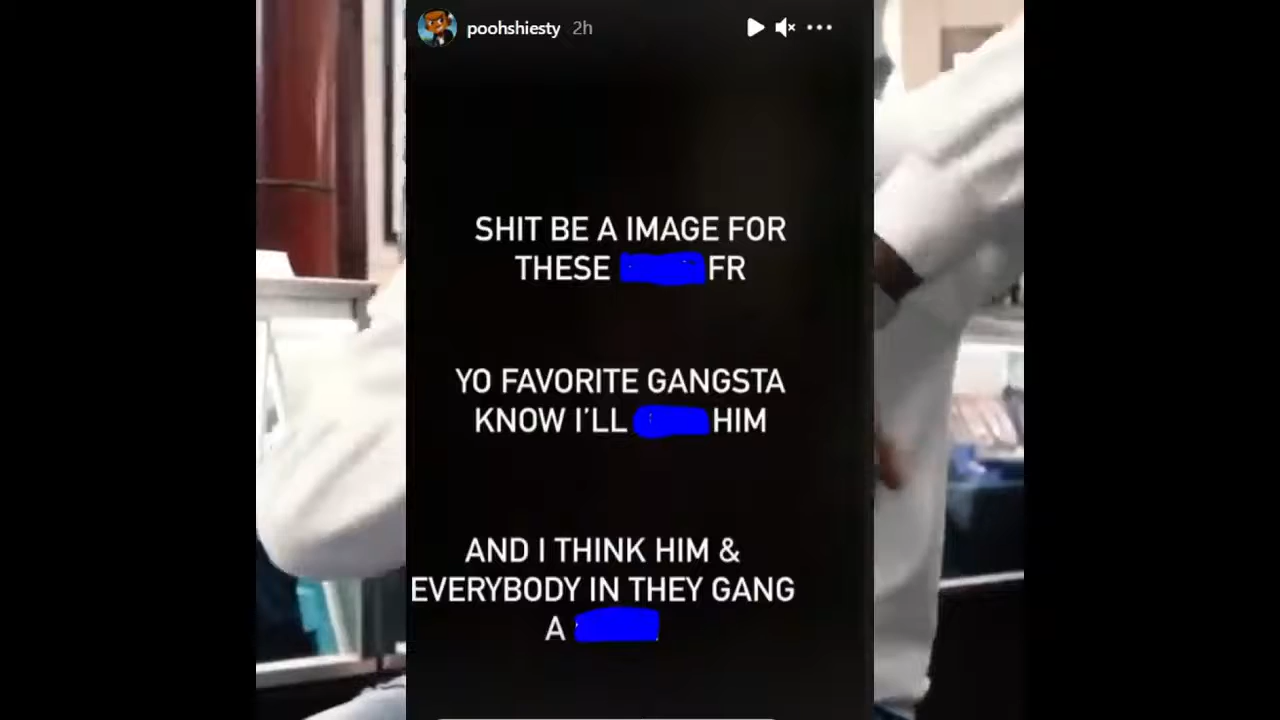 poohshiesty 2h
SHIT BE A IMAGE FOR
THESE FR
YO FAVORITE GANGSTA
KNOW I'LL HIM
AND I THINK HIM &
EVERYBODY IN THEY GANG
A